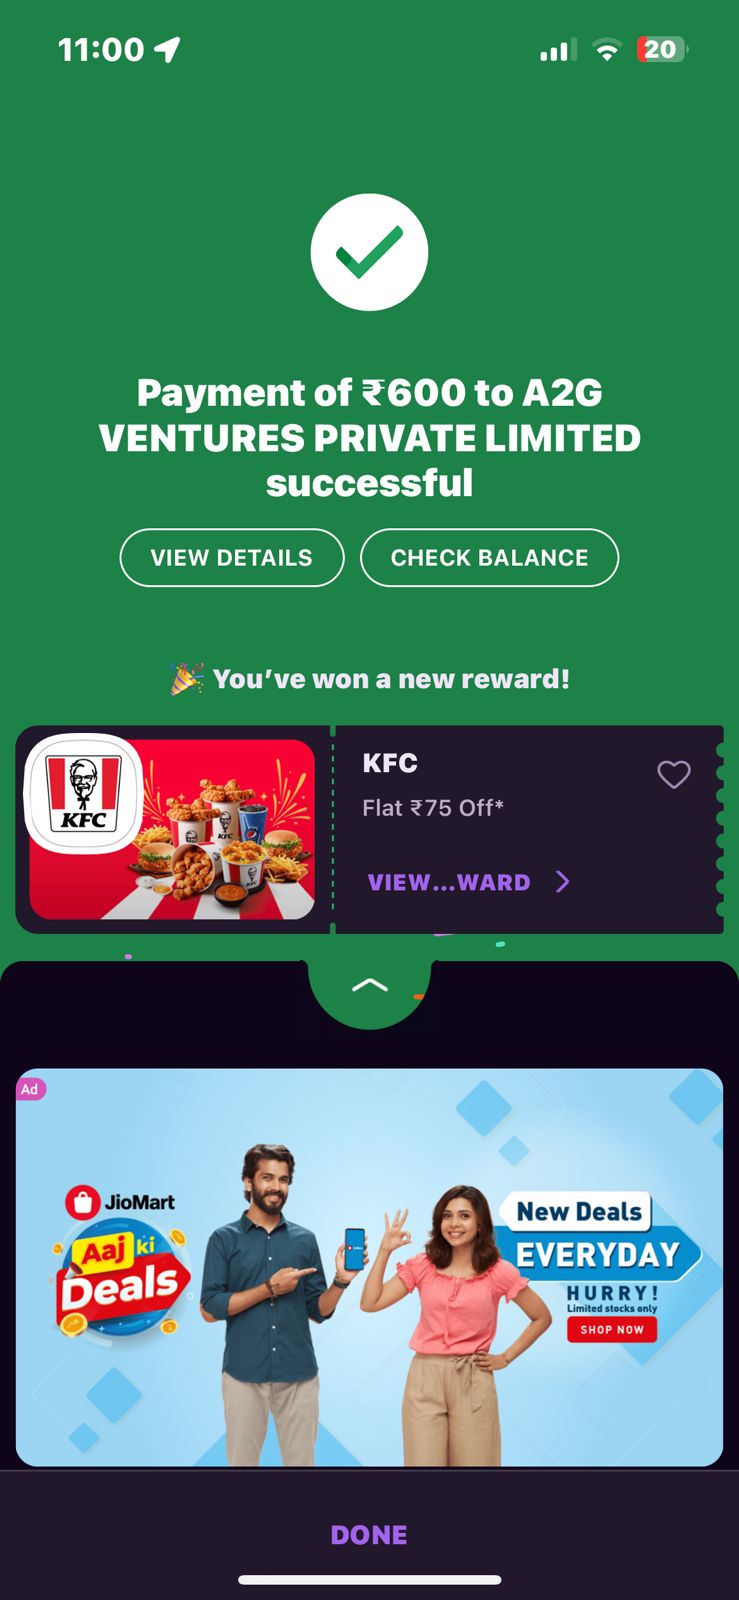 11:00
20
Payment of ₹600 to A2G
VENTURES PRIVATE LIMITED
successful
VIEW DETAILS
CHECK BALANCE
🎉 You’ve won a new reward!
KFC
KFC
KFC
Flat ₹75 Off*
VIEW...WARD
Ad
JioMart
Aaj ki
Deals
New Deals
EVERYDAY
HURRY!
Limited stocks only
SHOP NOW
DONE